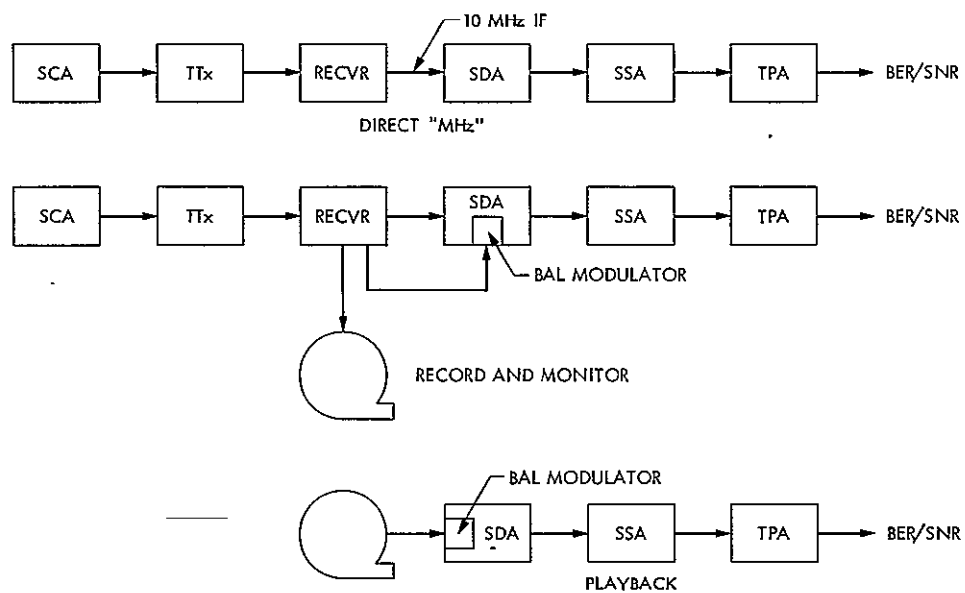 10 MHz IF
SCA TTx RECVR SDA SSA TPA BER/SNR
DIRECT "MHz"
SCA TTx RECVR SDA SSA TPA BER/SNR
BAL MODULATOR
RECORD AND MONITOR
BAL MODULATOR
SDA SSA TPA BER/SNR
PLAYBACK